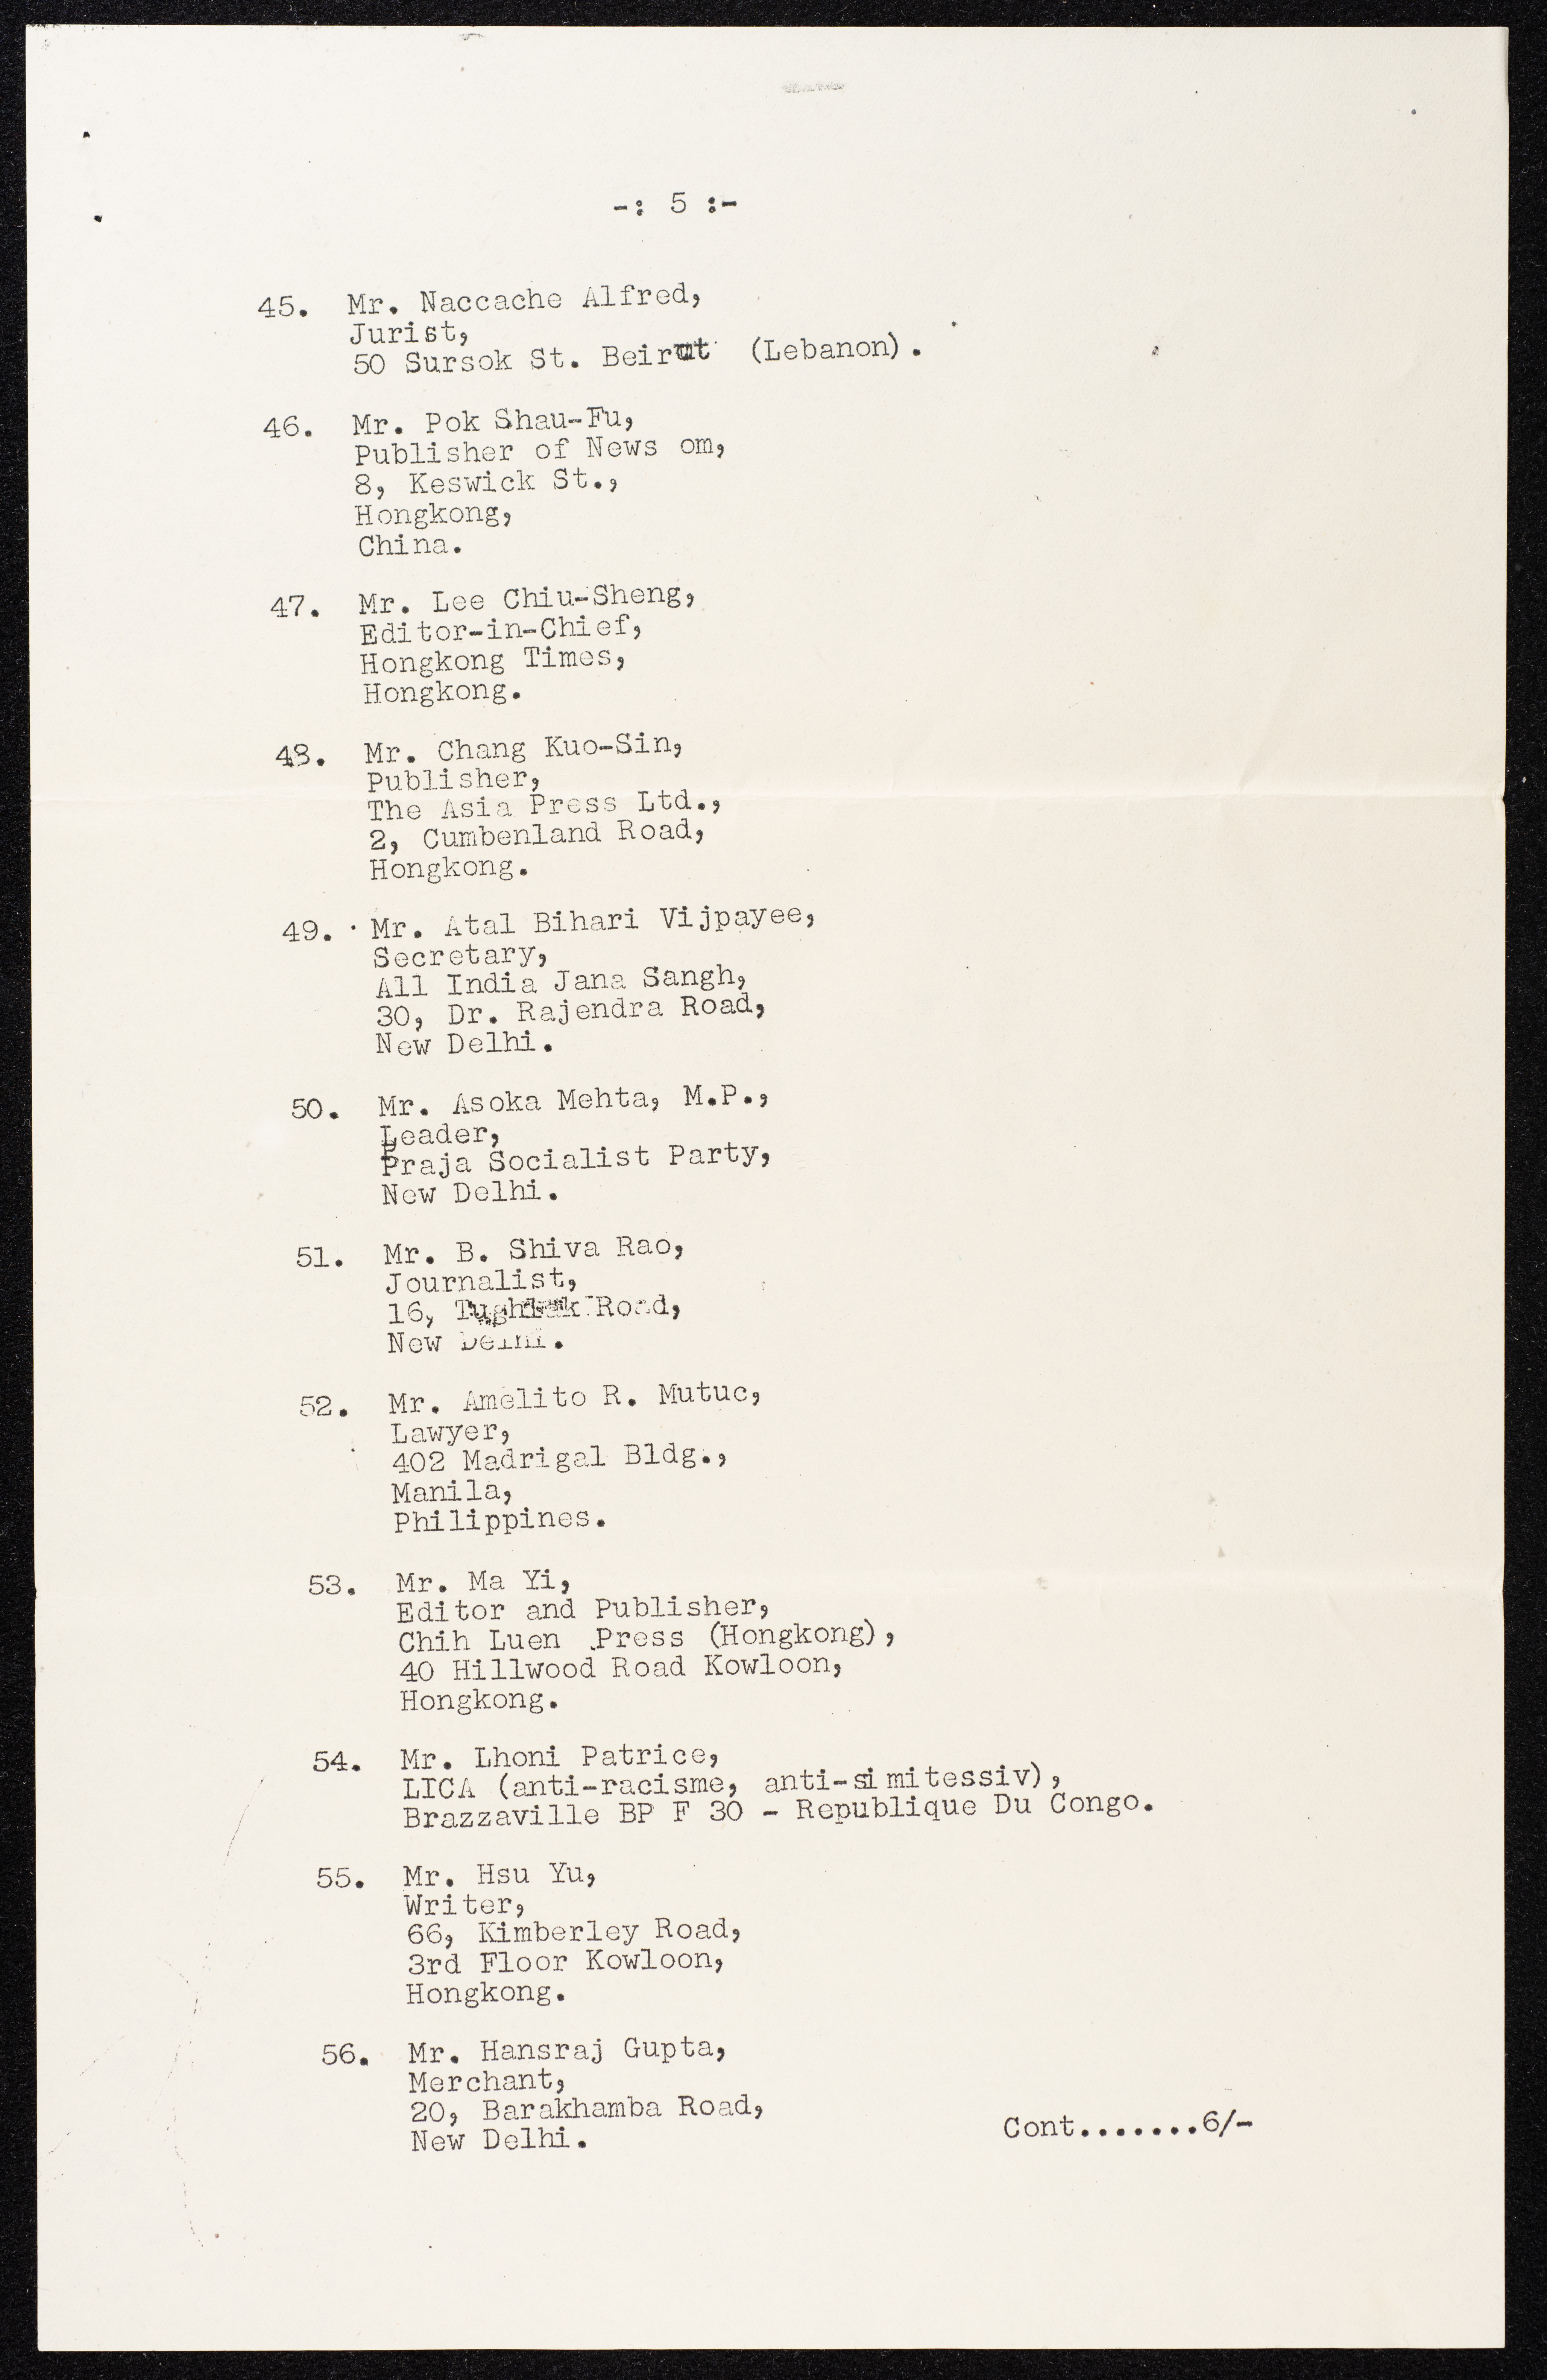 -: 5 :-
45. Mr. Naccache Alfred,
Jurist,
50 Sursok St. Beirut (Lebanon).
46. Mr. Pok Shau-Fu,
Publisher of News om,
8, Keswick St.,
Hongkong,
China.
47. Mr. Lee Chiu-Sheng,
Editor-in-Chief,
Hongkong Times,
Hongkong.
48. Mr. Chang Kuo-Sin,
Publisher,
The Asia Press Ltd.,
2, Cumbenland Road,
Hongkong.
49. Mr. Atal Bihari Vijpayee,
Secretary,
All India Jana Sangh,
30, Dr. Rajendra Road,
New Delhi.
50. Mr. Asoka Mehta, M.P.,
Leader,
Praja Socialist Party,
New Delhi.
51. Mr. B. Shiva Rao,
Journalist,
16, Tughlak Road,
New Delhi.
52. Mr. Amelito R. Mutuc,
Lawyer,
402 Madrigal Bldg.,
Manila,
Philippines.
53. Mr. Ma Yi,
Editor and Publisher,
Chih Luen Press (Hongkong),
40 Hillwood Road Kowloon,
Hongkong.
54. Mr. Lhoni Patrice,
LICA (anti-racisme, anti-simitessiv),
Brazzaville BP F 30 - Republique Du Congo.
55. Mr. Hsu Yu,
Writer,
66, Kimberley Road,
3rd Floor Kowloon,
Hongkong.
56. Mr. Hansraj Gupta,
Merchant,
20, Barakhamba Road,
New Delhi.
Cont.......6/-